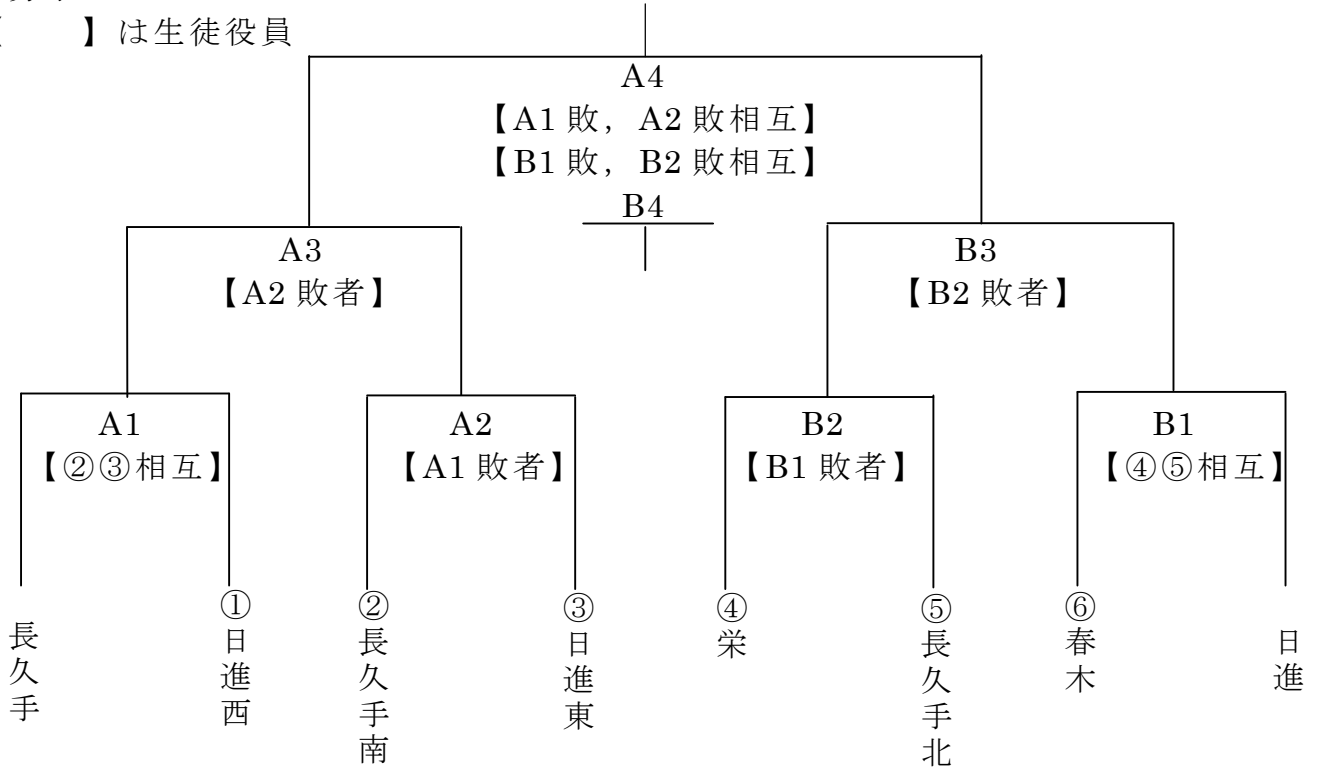 】は生徒役員
A4
【A1敗，A2敗相互】
【B1敗，B2敗相互】
B4
A3
【A2敗者】
B3
【B2敗者】
A1
【②③相互】
A2
【A1敗者】
B2
【B1敗者】
B1
【④⑤相互】
長久手
①日進西
②長久手南
③日進東
④栄
⑤長久手北
⑥春木
日進